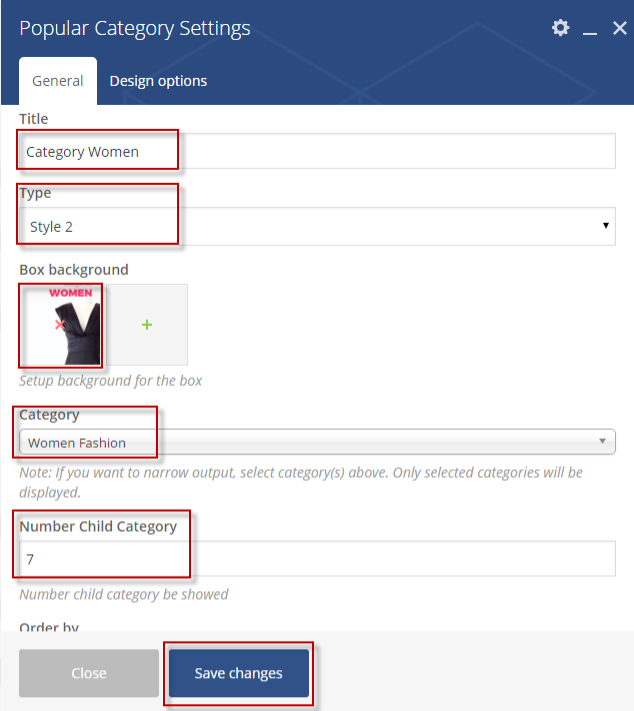 Popular Category Settings
General
Design options
Title
Category Women
Type
Style 2
Box background
WOMEN
Setup background for the box
Category
Women Fashion
Note: If you want to narrow output, select category(s) above. Only selected categories will be
displayed.
Number Child Category
7
Number child category be showed
Order by
Close
Save changes